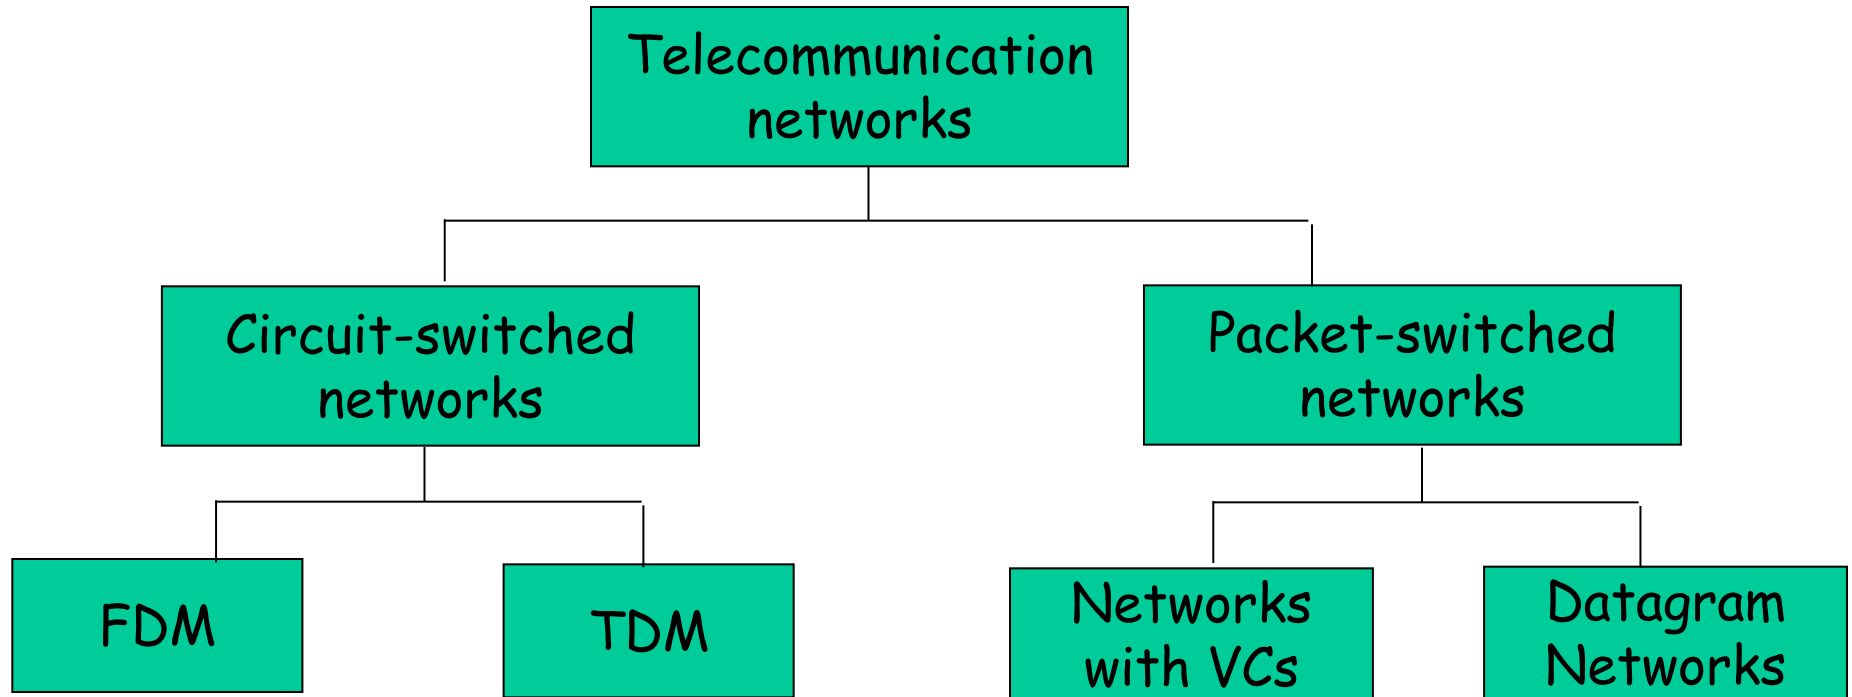 Telecommunication
networks
Circuit-switched
networks
Packet-switched
networks
FDM
TDM
Networks
with VCs
Datagram
Networks